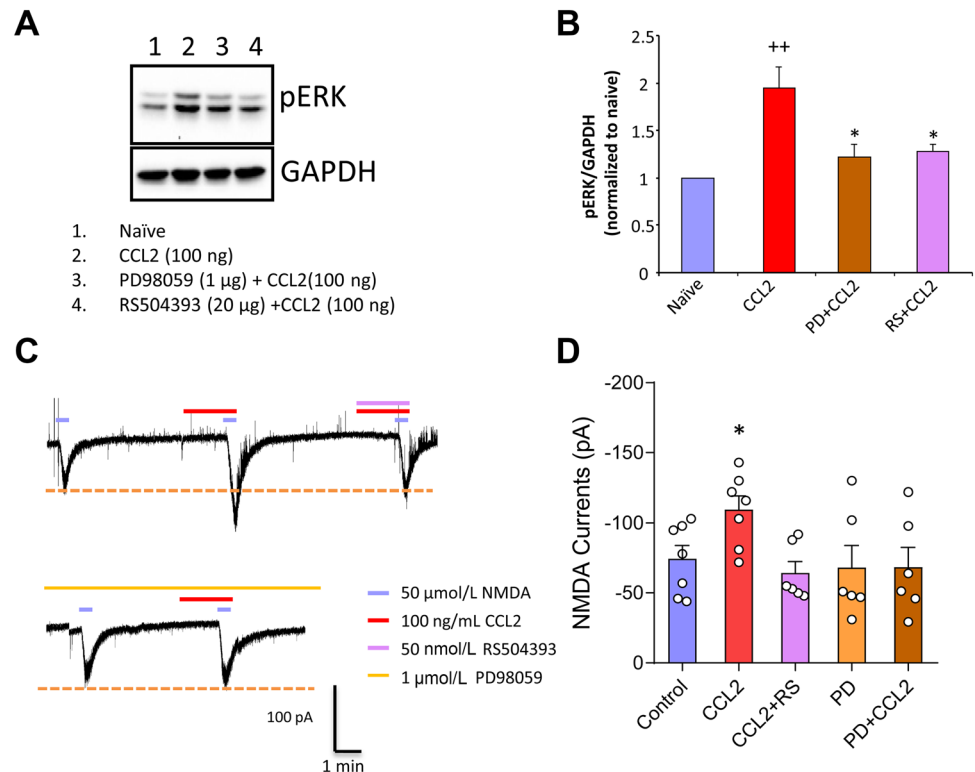 A
1 2 3 4
pERK
GAPDH
1. Naïve
2. CCL2 (100 ng)
3. PD98059 (1 µg) + CCL2(100 ng)
4. RS504393 (20 µg) +CCL2 (100 ng)
B
pERK/GAPDH
(normalized to naive)
2.5
2
1.5
1
0.5
0
++
*
*
Naïve
CCL2
PD+CCL2
RS+CCL2
C
50 µmol/L NMDA
100 ng/mL CCL2
50 nmol/L RS504393
1 µmol/L PD98059
100 pA
1 min
D
NMDA Currents (pA)
-200
-150
-100
-50
0
*
Control
CCL2
CCL2+RS
PD
PD+CCL2